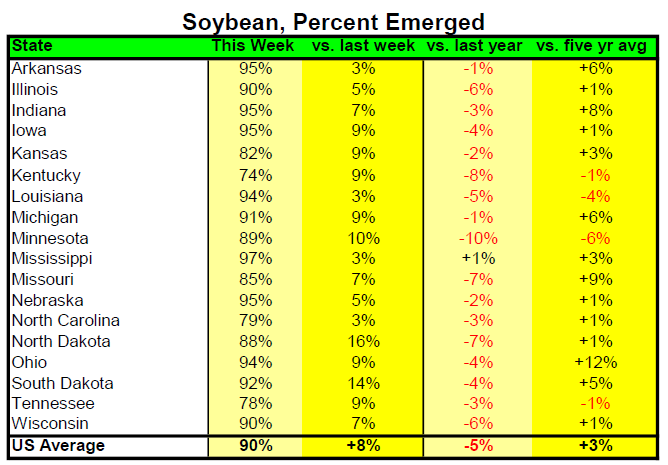 Soybean, Percent Emerged
State This Week vs. last week vs. last year vs. five yr avg
Arkansas 95% 3% -1% +6%
Illinois 90% 5% -6% +1%
Indiana 95% 7% -3% +8%
Iowa 95% 9% -4% +1%
Kansas 82% 9% -2% +3%
Kentucky 74% 9% -8% -1%
Louisiana 94% 3% -5% -4%
Michigan 91% 9% -1% +6%
Minnesota 89% 10% -10% -6%
Mississippi 97% 3% +1% +3%
Missouri 85% 7% -7% +9%
Nebraska 95% 5% -2% +1%
North Carolina 79% 3% -3% +1%
North Dakota 88% 16% -7% +1%
Ohio 94% 9% -4% +12%
South Dakota 92% 14% -4% +5%
Tennessee 78% 9% -3% -1%
Wisconsin 90% 7% -6% +1%
US Average 90% +8% -5% +3%